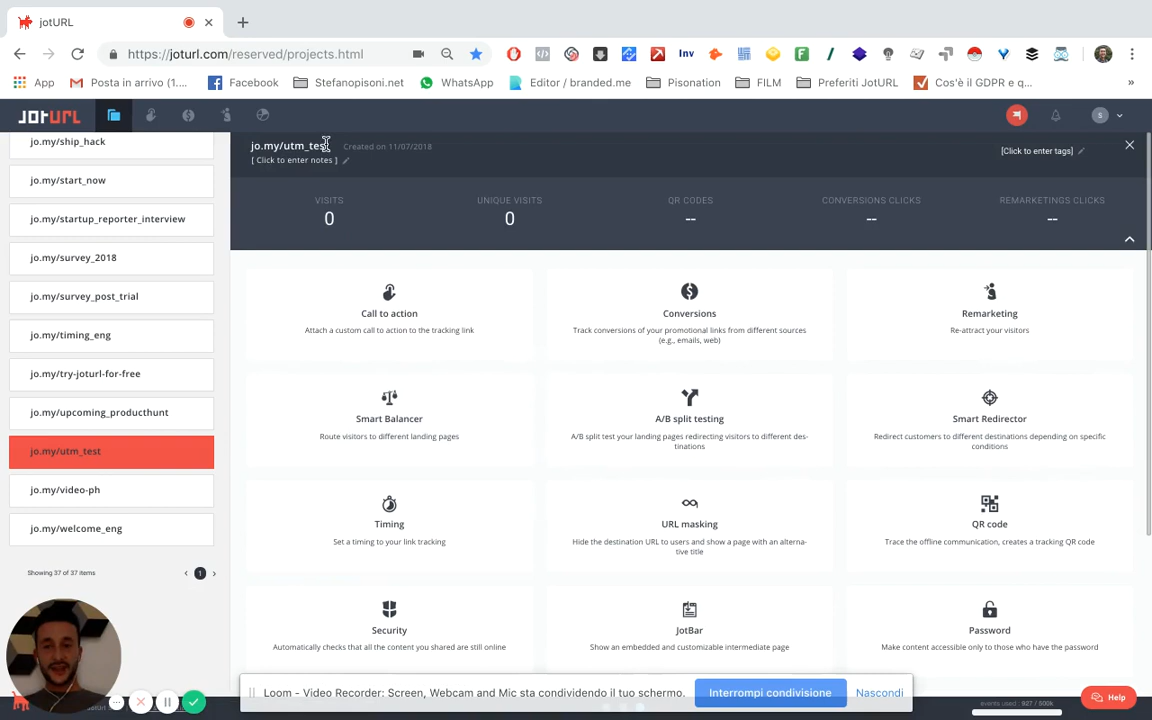 jotURL
https://joturl.com/reserved/projects.html
Inv
App
Posta in arrivo (1....
Facebook
Stefanopisoni.net
WhatsApp
Editor / branded.me
Pisonation
FILM
Preferiti JotURL
Cos'è il GDPR e q...
»
JOTURL
S
jo.my/ship_hack
jo.my/start_now
jo.my/startup_reporter_interview
jo.my/survey_2018
jo.my/survey_post_trial
jo.my/timing_eng
jo.my/try-joturl-for-free
jo.my/upcoming_producthunt
jo.my/utm_test
jo.my/video-ph
jo.my/welcome_eng
Showing 37 of 37 items
‹ 1 ›
jo.my/utm_test
Created on 11/07/2018
[ Click to enter notes ]
[Click to enter tags]
VISITS
0
UNIQUE VISITS
0
QR CODES
--
CONVERSIONS CLICKS
--
REMARKETINGS CLICKS
--
Call to action
Attach a custom call to action to the tracking link
Conversions
Track conversions of your promotional links from different sources
(e.g., emails, web)
Remarketing
Re-attract your visitors
Smart Balancer
Route visitors to different landing pages
A/B split testing
A/B split test your landing pages redirecting visitors to different des-
tinations
Smart Redirector
Redirect customers to different destinations depending on specific
conditions
Timing
Set a timing to your link tracking
URL masking
Hide the destination URL to users and show a page with an alterna-
tive title
QR code
Trace the offline communication, creates a tracking QR code
Security
Automatically checks that all the content you shared are still online
JotBar
Show an embedded and customizable intermediate page
Password
Make content accessible only to those who have the password
Loom – Video Recorder: Screen, Webcam and Mic sta condividendo il tuo schermo.
Interrompi condivisione
Nascondi
Help
events used : 927 / 500k